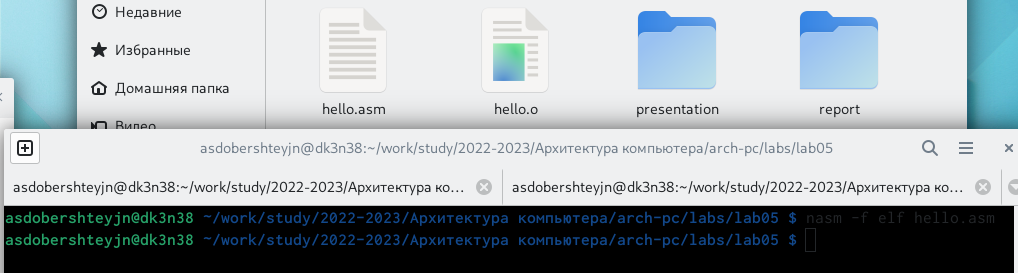 Недавние
Избранные
Домашняя папка
Видео
hello.asm
hello.o
presentation
report
asdobershteyjn@dk3n38:~/work/study/2022-2023/Архитектура компьютера/arch-pc/labs/lab05
asdobershteyjn@dk3n38:~/work/study/2022-2023/Архитектура ко...
asdobershteyjn@dk3n38:~/work/study/2022-2023/Архитектура ко...
asdobershteyjn@dk3n38 ~/work/study/2022-2023/Архитектура компьютера/arch-pc/labs/lab05 $ nasm -f elf hello.asm
asdobershteyjn@dk3n38 ~/work/study/2022-2023/Архитектура компьютера/arch-pc/labs/lab05 $